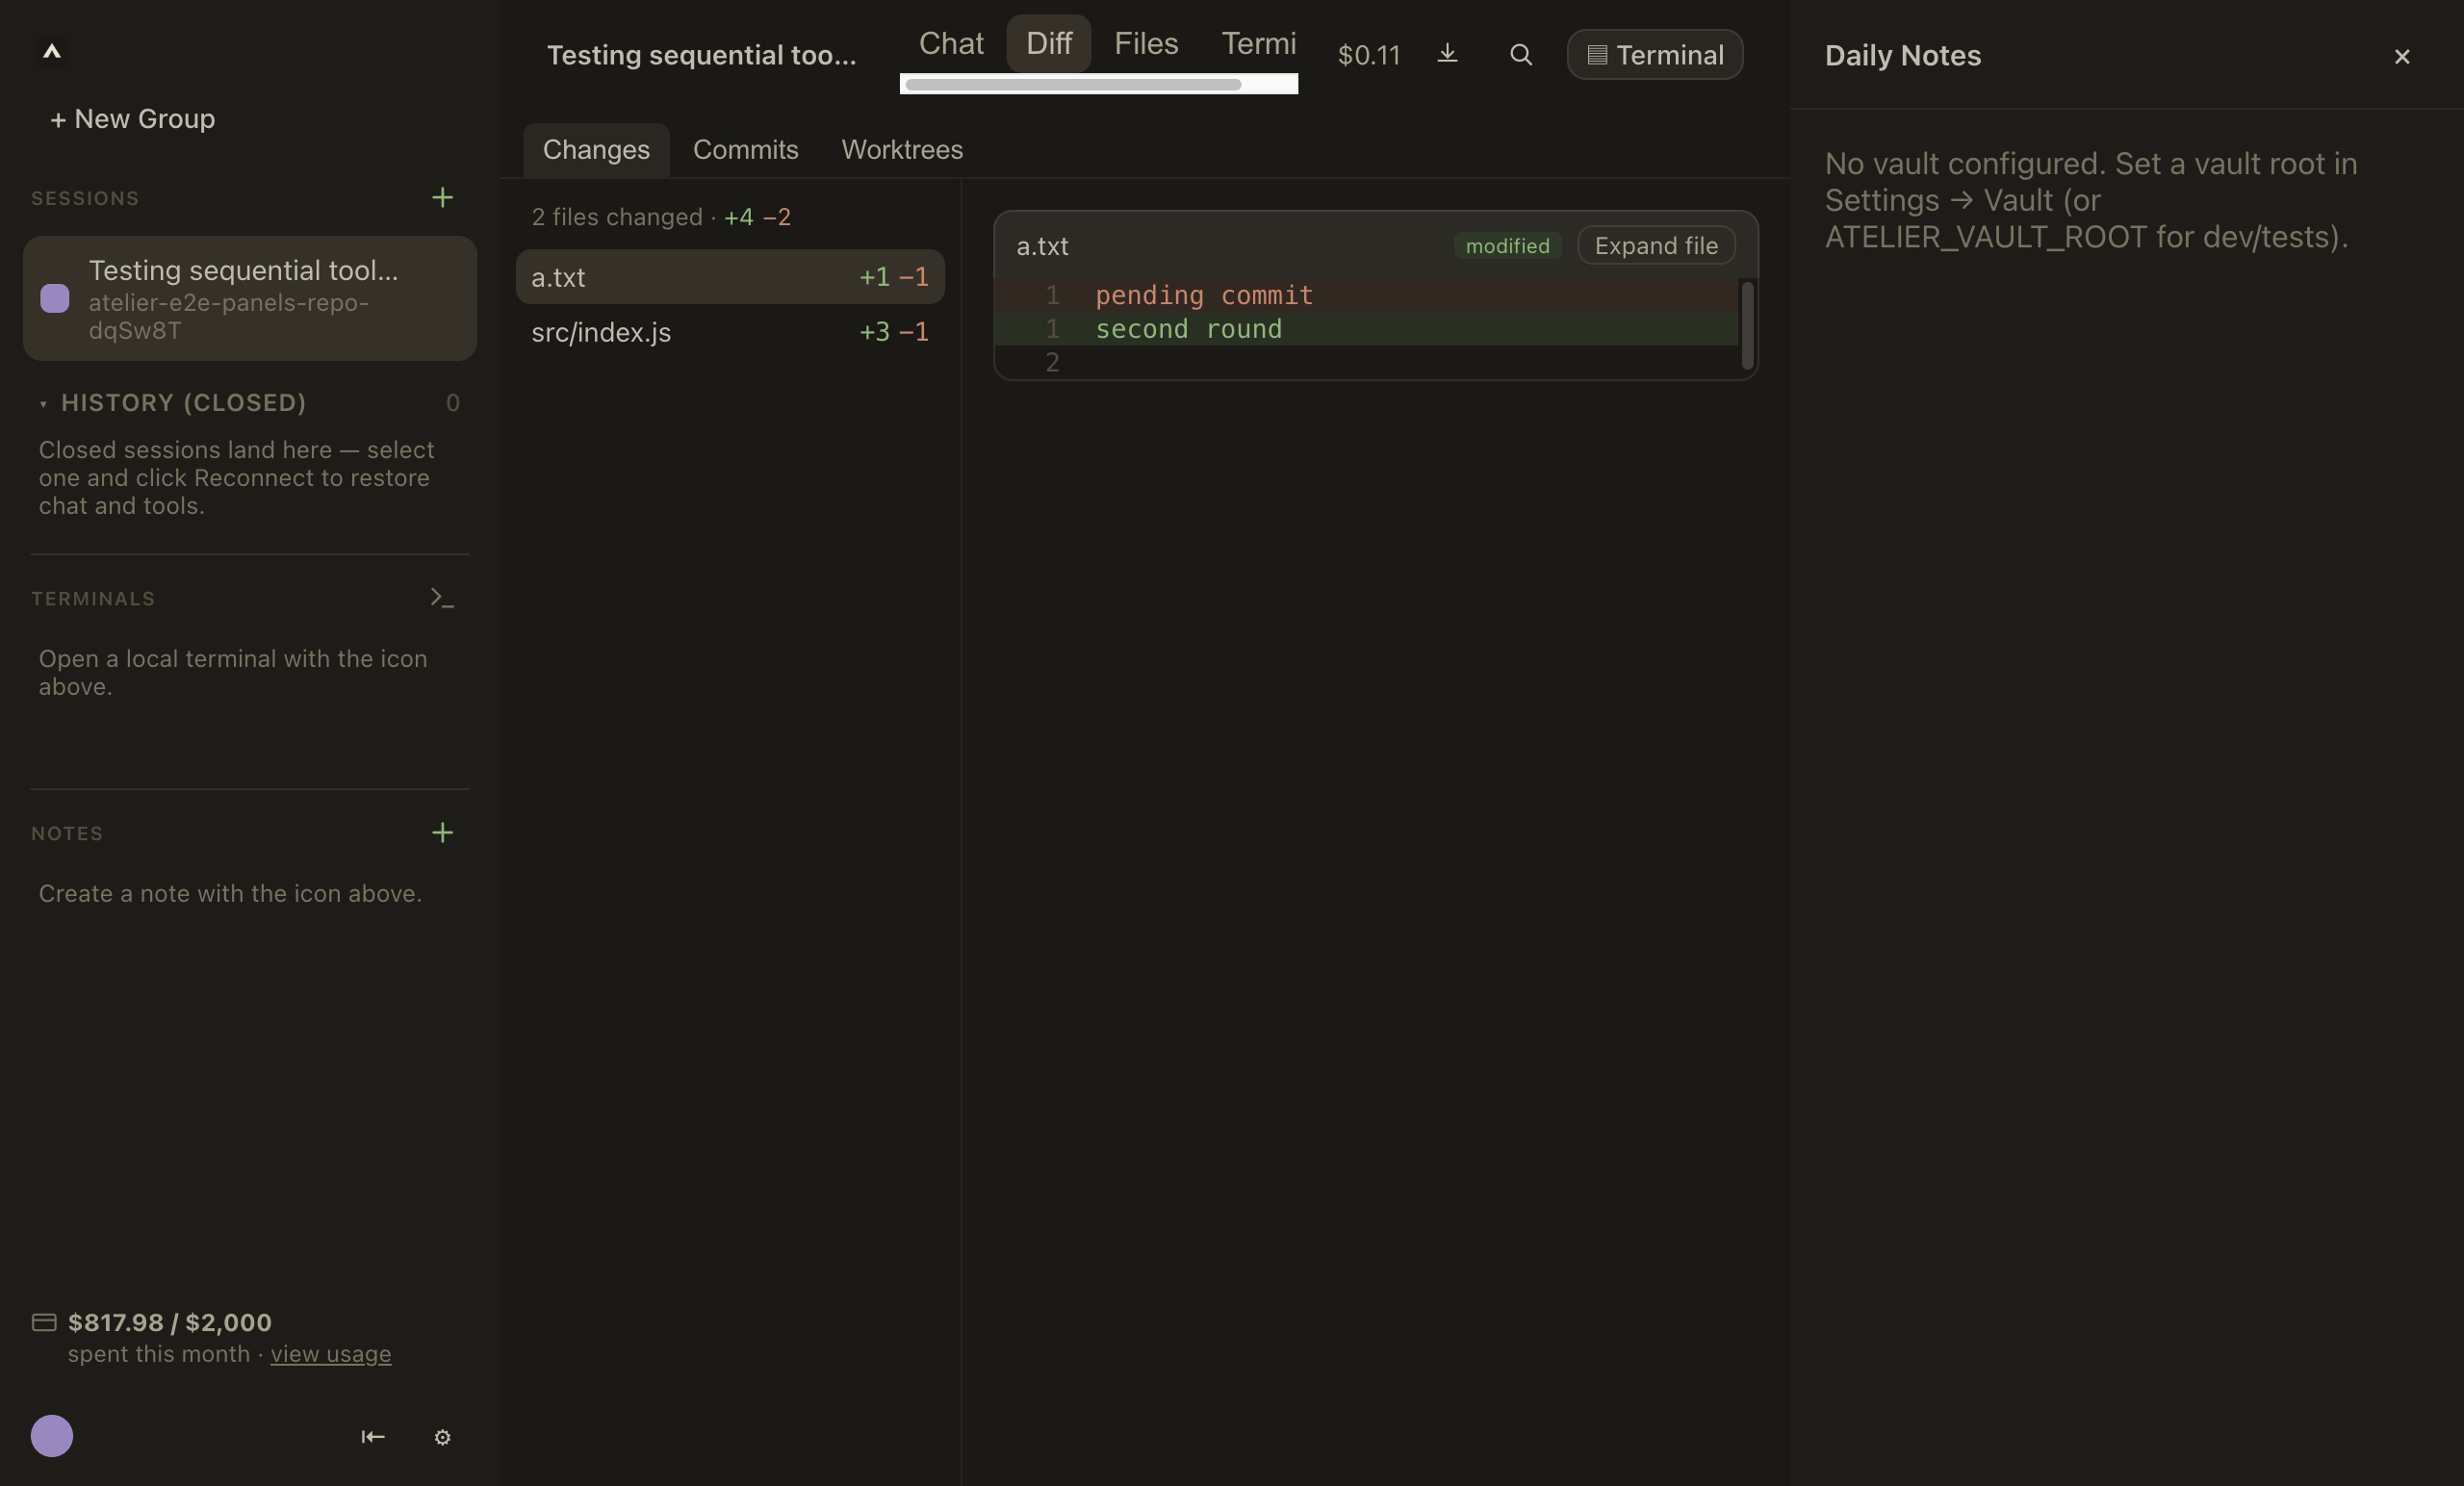 + New Group
SESSIONS
Testing sequential tool...
atelier-e2e-panels-repo-
dqSw8T
HISTORY (CLOSED) 0
Closed sessions land here — select
one and click Reconnect to restore
chat and tools.
TERMINALS
Open a local terminal with the icon
above.
NOTES
Create a note with the icon above.
$817.98 / $2,000
spent this month · view usage
Testing sequential too...
Chat Diff Files Termi
$0.11
Terminal
Changes Commits Worktrees
2 files changed · +4 −2
a.txt +1 −1
src/index.js +3 −1
a.txt modified Expand file
1 pending commit
1 second round
2
Daily Notes
No vault configured. Set a vault root in
Settings → Vault (or
ATELIER_VAULT_ROOT for dev/tests).